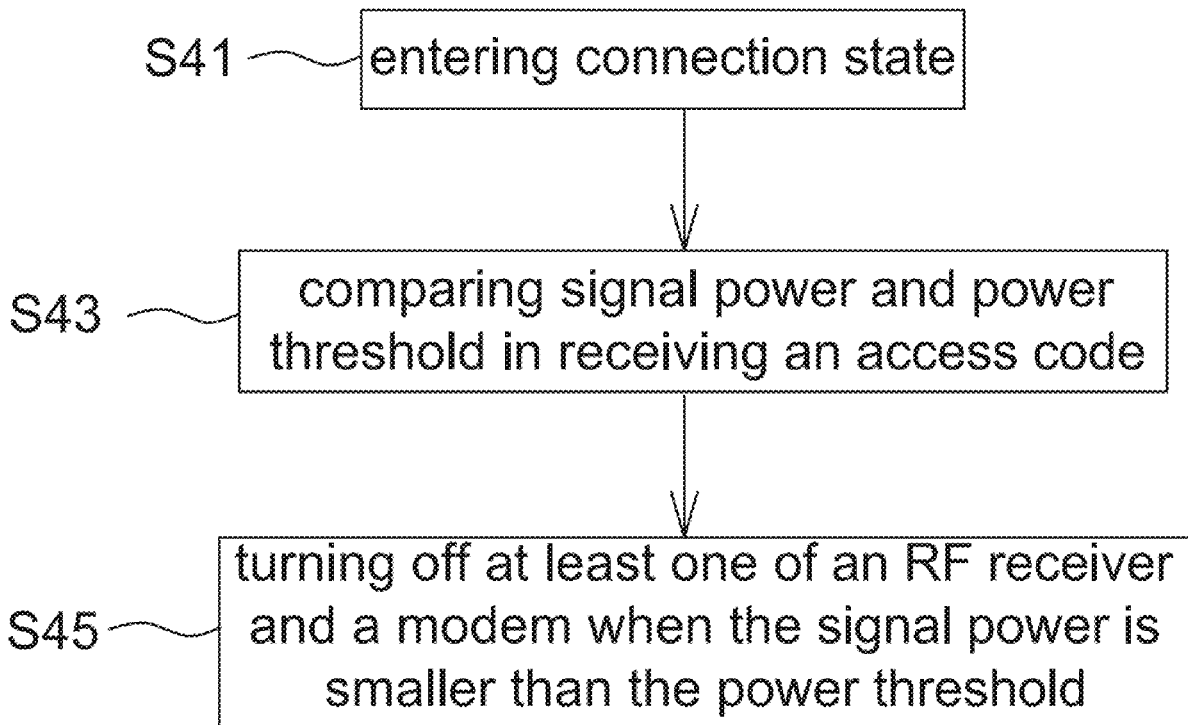 S41
entering connection state
S43
comparing signal power and power
threshold in receiving an access code
S45
turning off at least one of an RF receiver
and a modem when the signal power is
smaller than the power threshold